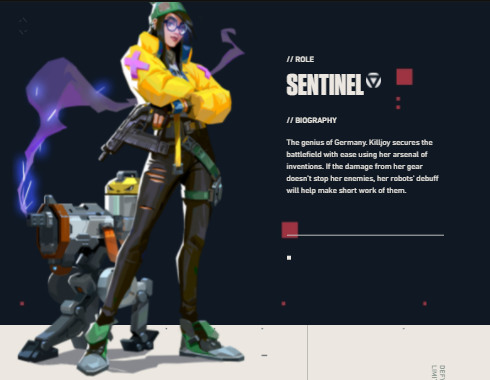 // ROLE
SENTINEL
// BIOGRAPHY
The genius of Germany. Killjoy secures the
battlefield with ease using her arsenal of
inventions. If the damage from her gear
doesn't stop her enemies, her robots' debuff
will help make short work of them.